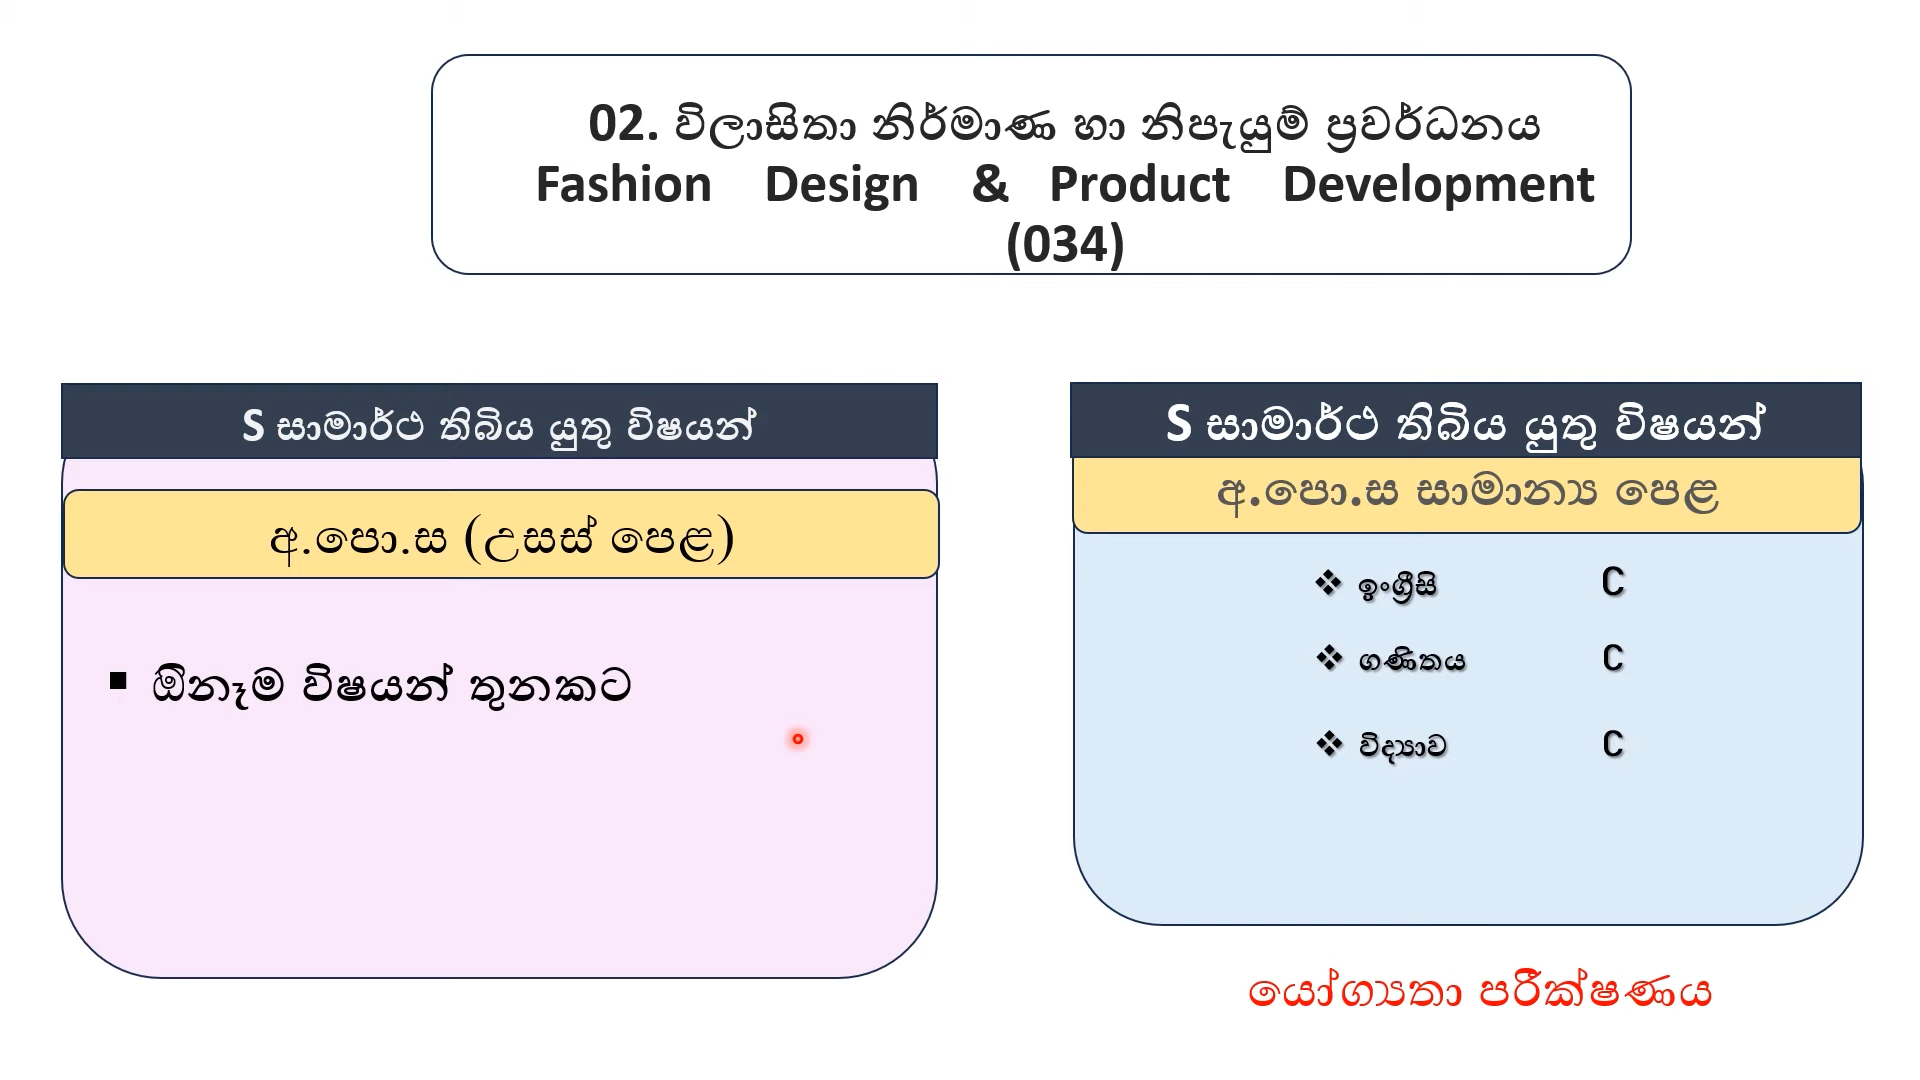 02. විලාසිතා නිර්මාණ හා නිපැයුම් ප්‍රවර්ධනය
Fashion Design & Product Development
(034)
S සාමාර්ථ තිබිය යුතු විෂයන්
අ.පො.ස (උසස් පෙළ)
▪ ඕනෑම විෂයන් තුනකට
S සාමාර්ථ තිබිය යුතු විෂයන්
අ.පො.ස සාමාන්‍ය පෙළ
❖ ඉංග්‍රීසි C
❖ ගණිතය C
❖ විද්‍යාව C
යෝග්‍යතා පරීක්ෂණය